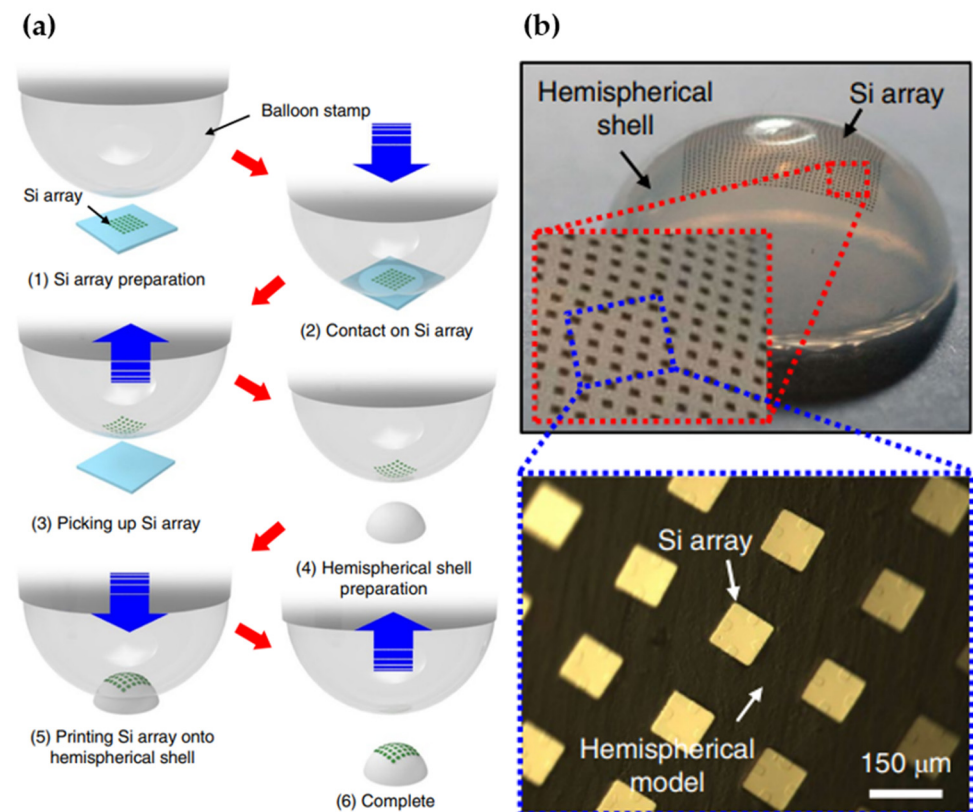 (a)
Balloon stamp
Si array
(1) Si array preparation
(2) Contact on Si array
(3) Picking up Si array
(4) Hemispherical shell
preparation
(5) Printing Si array onto
hemispherical shell
(6) Complete
(b)
Hemispherical
shell
Si array
Si array
Hemispherical
model
150 μm